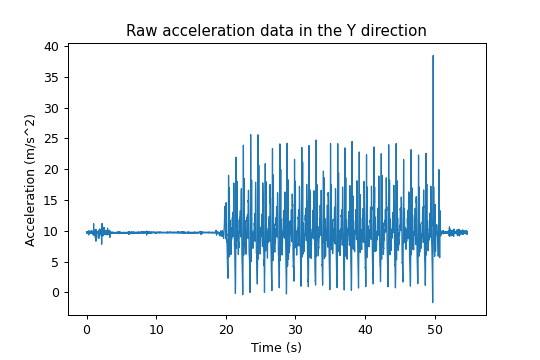 Raw acceleration data in the Y direction
40
35
30
25
20
15
10
5
0
Acceleration (m/s^2)
0 10 20 30 40 50
Time (s)